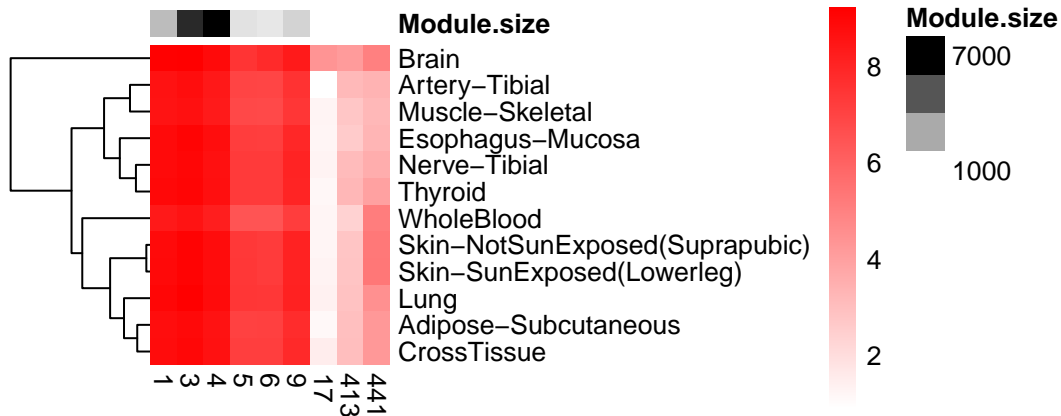 Module.size
Brain
Artery−Tibial
Muscle−Skeletal
Esophagus−Mucosa
Nerve−Tibial
Thyroid
WholeBlood
Skin−NotSunExposed(Suprapubic)
Skin−SunExposed(Lowerleg)
Lung
Adipose−Subcutaneous
CrossTissue
1 3 4 5 6 9 17 413 441
8
6
4
2
Module.size
7000
1000